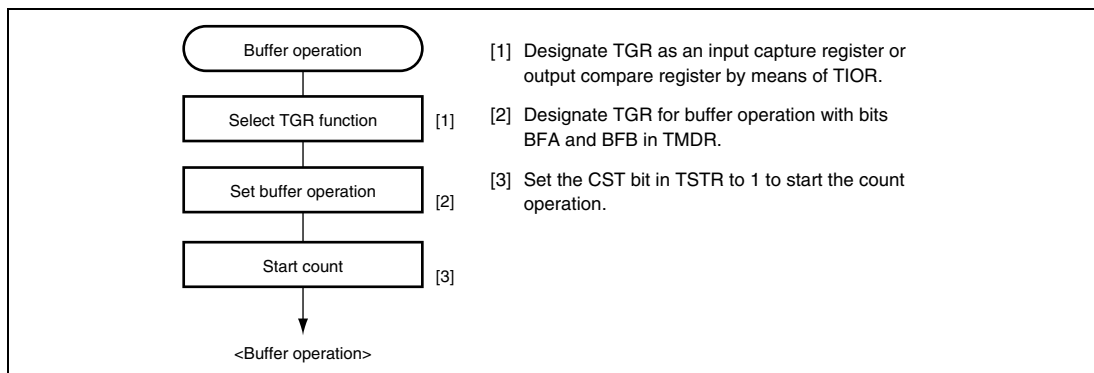 Buffer operation
Select TGR function
[1]
Set buffer operation
[2]
Start count
[3]
<Buffer operation>
[1] Designate TGR as an input capture register or
output compare register by means of TIOR.
[2] Designate TGR for buffer operation with bits
BFA and BFB in TMDR.
[3] Set the CST bit in TSTR to 1 to start the count
operation.